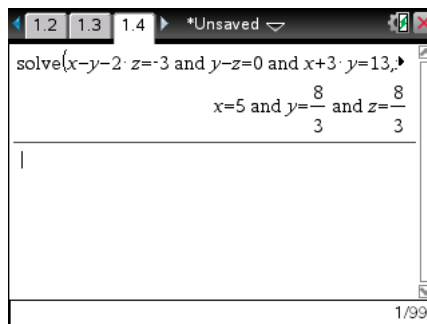 1.2 1.3 1.4 *Unsaved
solve(x−y−2·z=-3 and y−z=0 and x+3·y=13,
x=5 and y=8/3 and z=8/3
1/99